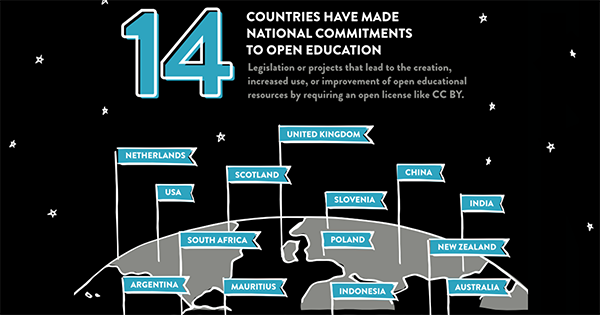 14
COUNTRIES HAVE MADE
NATIONAL COMMITMENTS
TO OPEN EDUCATION
Legislation or projects that lead to the creation,
increased use, or improvement of open educational
resources by requiring an open license like CC BY.
UNITED KINGDOM
NETHERLANDS
SCOTLAND
CHINA
USA
SLOVENIA
INDIA
SOUTH AFRICA
POLAND
NEW ZEALAND
ARGENTINA
MAURITIUS
INDONESIA
AUSTRALIA